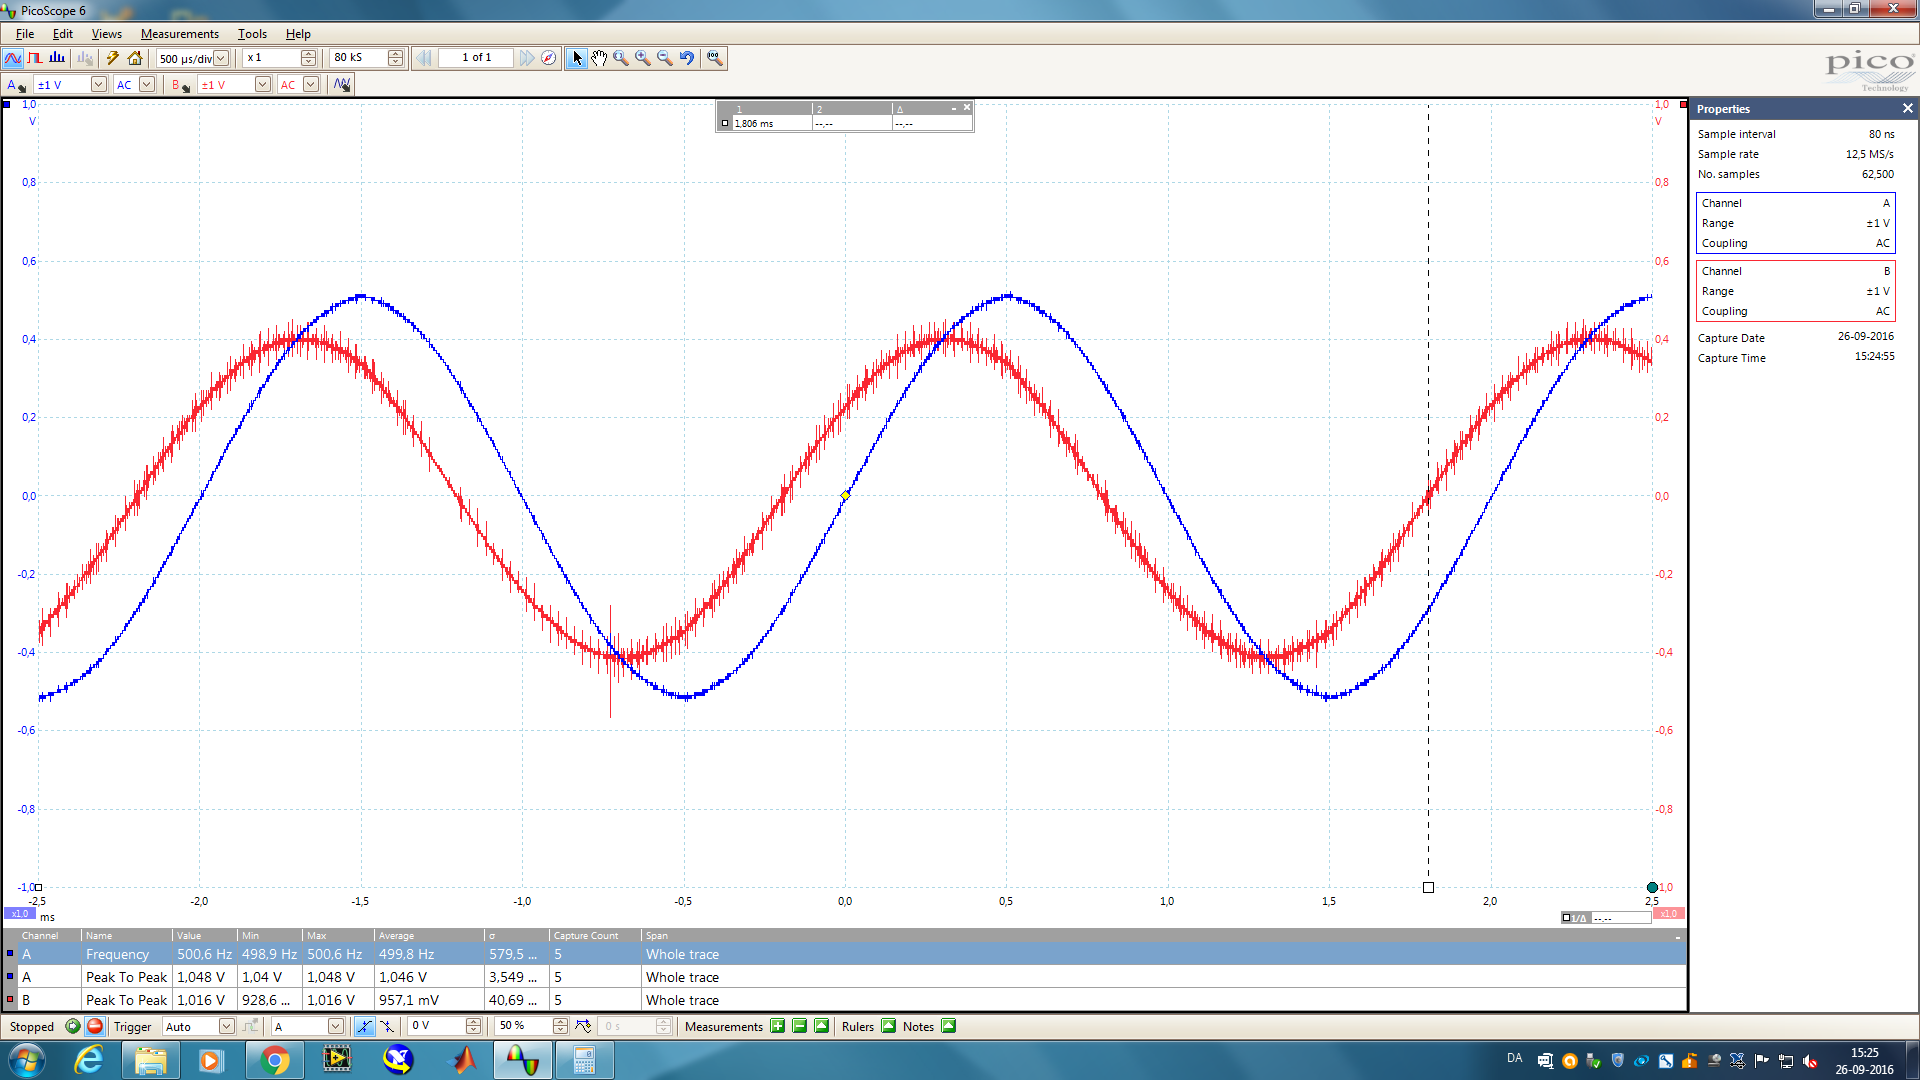 PicoScope 6
File Edit Views Measurements Tools Help
500 µs/div x 1 80 kS 1 of 1
A ±1 V AC B ±1 V AC
pico
Technology
1 2 Δ
1,806 ms --,-- --,--
1,0 1,0
V V
0,8 0,8
0,6 0,6
0,4 0,4
0,2 0,2
0,0 0,0
-0,2 -0,2
-0,4 -0,4
-0,6 -0,6
-0,8 -0,8
-1,0 -1,0
-2,5 -2,0 -1,5 -1,0 -0,5 0,0 0,5 1,0 1,5 2,0 2,5
x1,0 ms 1/Δ --,-- x1,0
Properties
Sample interval 80 ns
Sample rate 12,5 MS/s
No. samples 62,500
Channel A
Range ±1 V
Coupling AC
Channel B
Range ±1 V
Coupling AC
Capture Date 26-09-2016
Capture Time 15:24:55
Channel Name Value Min Max Average σ Capture Count Span
A Frequency 500,6 Hz 498,9 Hz 500,6 Hz 499,8 Hz 579,5 ... 5 Whole trace
A Peak To Peak 1,048 V 1,04 V 1,048 V 1,046 V 3,549 ... 5 Whole trace
B Peak To Peak 1,016 V 928,6 ... 1,016 V 957,1 mV 40,69 ... 5 Whole trace
Stopped Trigger Auto A 0 V 50 % 0 s Measurements Rulers Notes
DA 15:25
26-09-2016